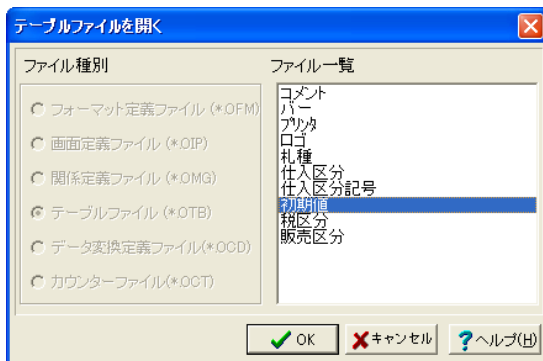 テーブルファイルを開く
ファイル種別
フォーマット定義ファイル (*.OFM)
画面定義ファイル (*.OIP)
関係定義ファイル (*.OMG)
テーブルファイル (*.OTB)
データ変換定義ファイル(*.OCD)
カウンターファイル(*.OCT)
ファイル一覧
コメント
バー
プリンタ
ロゴ
札種
仕入区分
仕入区分記号
初期値
税区分
販売区分
OK
キャンセル
ヘルプ(H)